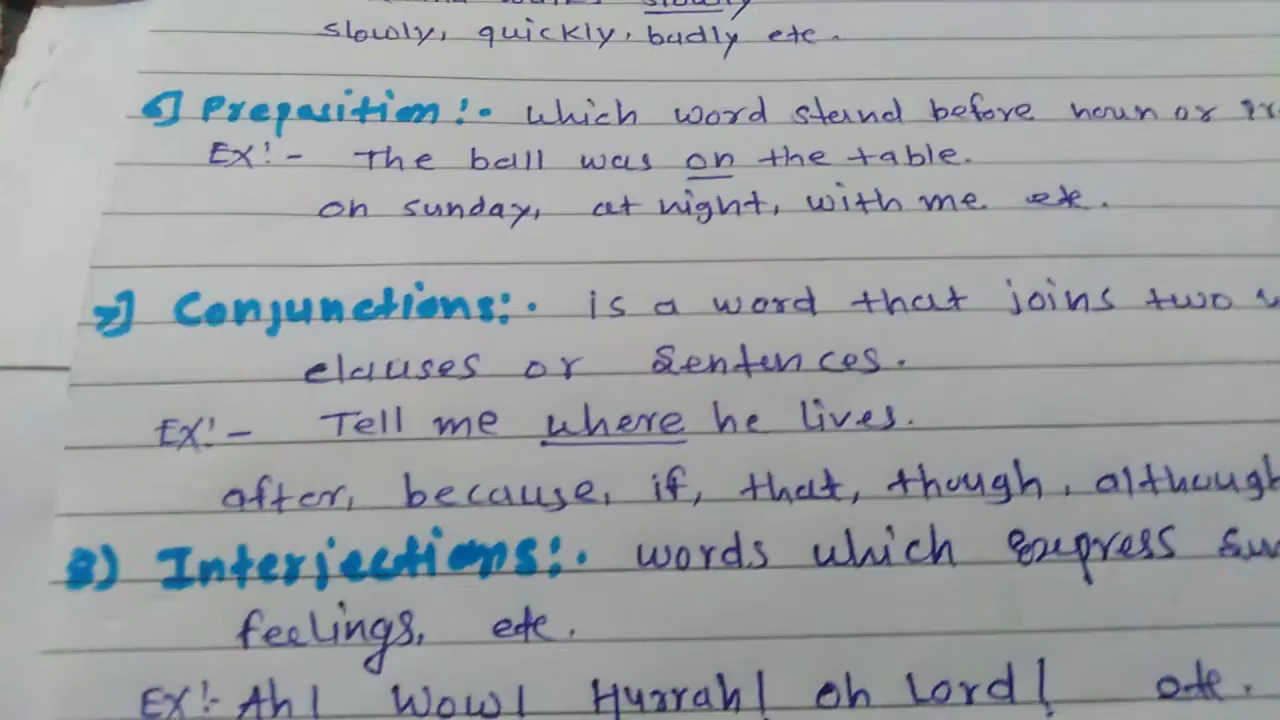 slowly
slowly, quickly, badly etc.
6] Preposition:- which word stand before noun or
EX:- The ball was on the table.
on sunday, at night, with me etc.
7] Conjunctions:- is a word that joins two
clauses or sentences.
EX:- Tell me where he lives.
after, because, if, that, though, although
8) Interjections:- words which express
feelings, etc.
EX:- Ah! Wow! Hurrah! oh Lord! etc.